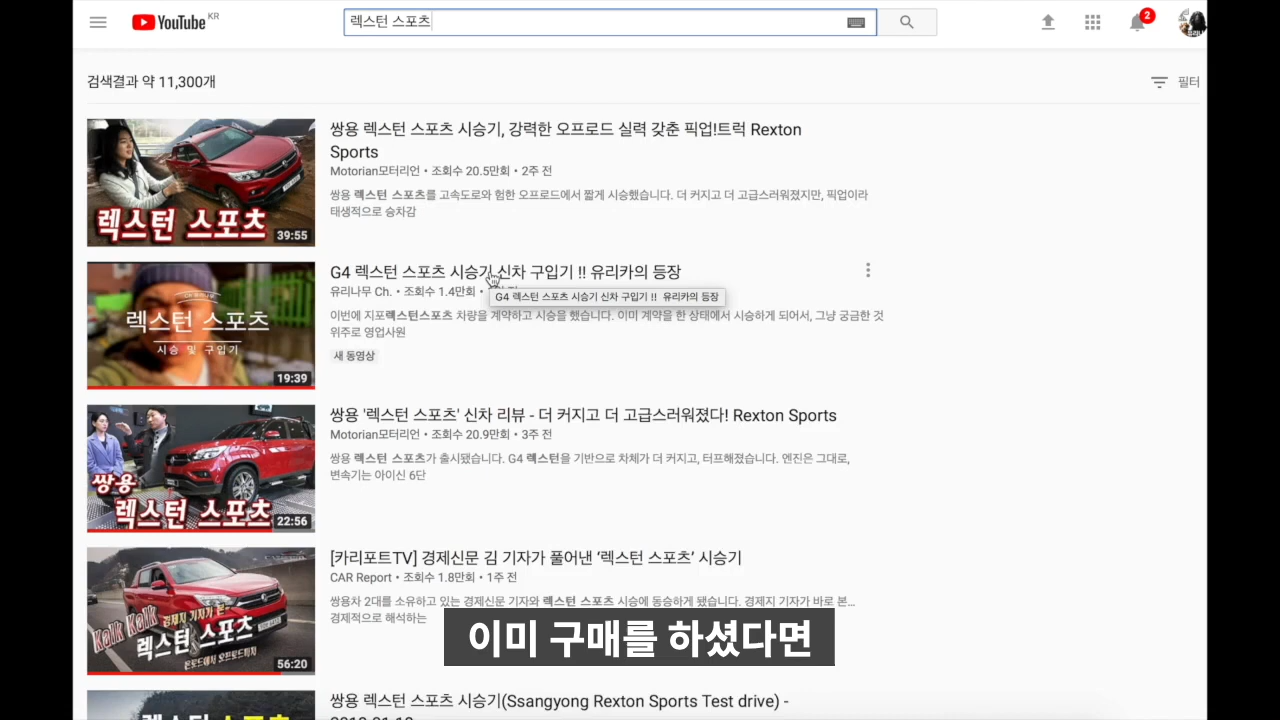 YouTube KR
렉스턴 스포츠
2
검색결과 약 11,300개
필터
쌍용 렉스턴 스포츠 시승기, 강력한 오프로드 실력 갖춘 픽업!트럭 Rexton
Sports
Motorian모터리언 • 조회수 20.5만회 • 2주 전
쌍용 렉스턴 스포츠를 고속도로와 험한 오프로드에서 짧게 시승했습니다. 더 커지고 더 고급스러워졌지만, 픽업이라
태생적으로 승차감
렉스턴 스포츠
39:55
G4 렉스턴 스포츠 시승기 신차 구입기 !! 유리카의 등장
유리나무 Ch. • 조회수 1.4만회 •
G4 렉스턴 스포츠 시승기 신차 구입기 !! 유리카의 등장
이번에 지포렉스턴스포츠 차량을 계약하고 시승을 했습니다. 이미 계약을 한 상태에서 시승하게 되어서, 그냥 궁금한 것
위주로 영업사원
새 동영상
렉스턴 스포츠
시승 및 구입기
19:39
쌍용 '렉스턴 스포츠' 신차 리뷰 - 더 커지고 더 고급스러워졌다! Rexton Sports
Motorian모터리언 • 조회수 20.9만회 • 3주 전
쌍용 렉스턴 스포츠가 출시됐습니다. G4 렉스턴을 기반으로 차체가 더 커지고, 터프해졌습니다. 엔진은 그대로,
변속기는 아이신 6단
쌍용
렉스턴 스포츠
22:56
[카리포트TV] 경제신문 김 기자가 풀어낸 ‘렉스턴 스포츠’ 시승기
CAR Report • 조회수 1.8만회 • 1주 전
쌍용차 2대를 소유하고 있는 경제신문 기자와 렉스턴 스포츠 시승에 동승하게 됐습니다. 경제지 기자가 바로 본...
경제적으로 해석하는
경제지 기자가 본
렉스턴 스포츠
온로드에서 오프로드까지
56:20
이미 구매를 하셨다면
쌍용 렉스턴 스포츠 시승기(Ssangyong Rexton Sports Test drive) -